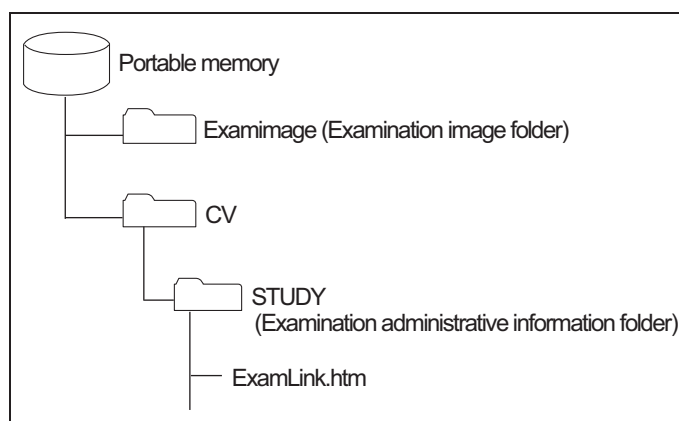 Portable memory
Examimage (Examination image folder)
CV
STUDY
(Examination administrative information folder)
ExamLink.htm